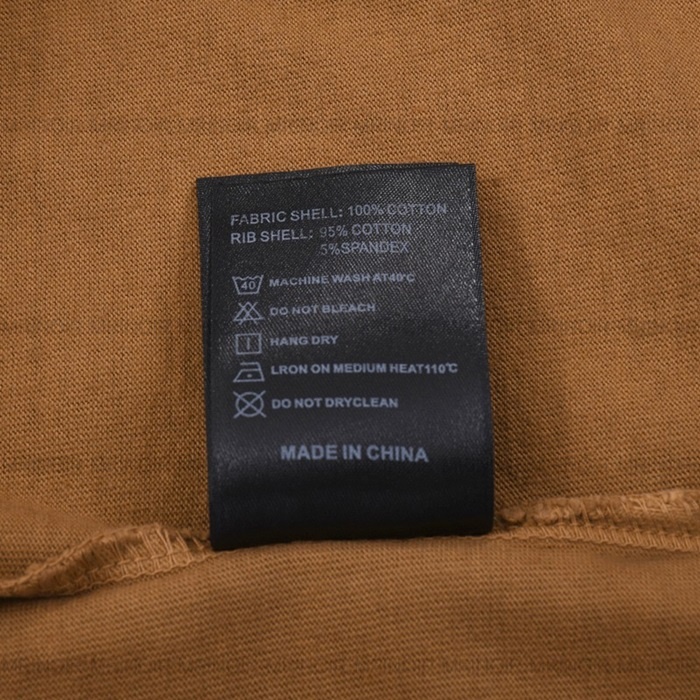 FABRIC SHELL: 100% COTTON
RIB SHELL: 95% COTTON
5%SPANDEX
40 MACHINE WASH AT40℃
DO NOT BLEACH
HANG DRY
LRON ON MEDIUM HEAT110℃
DO NOT DRYCLEAN
MADE IN CHINA